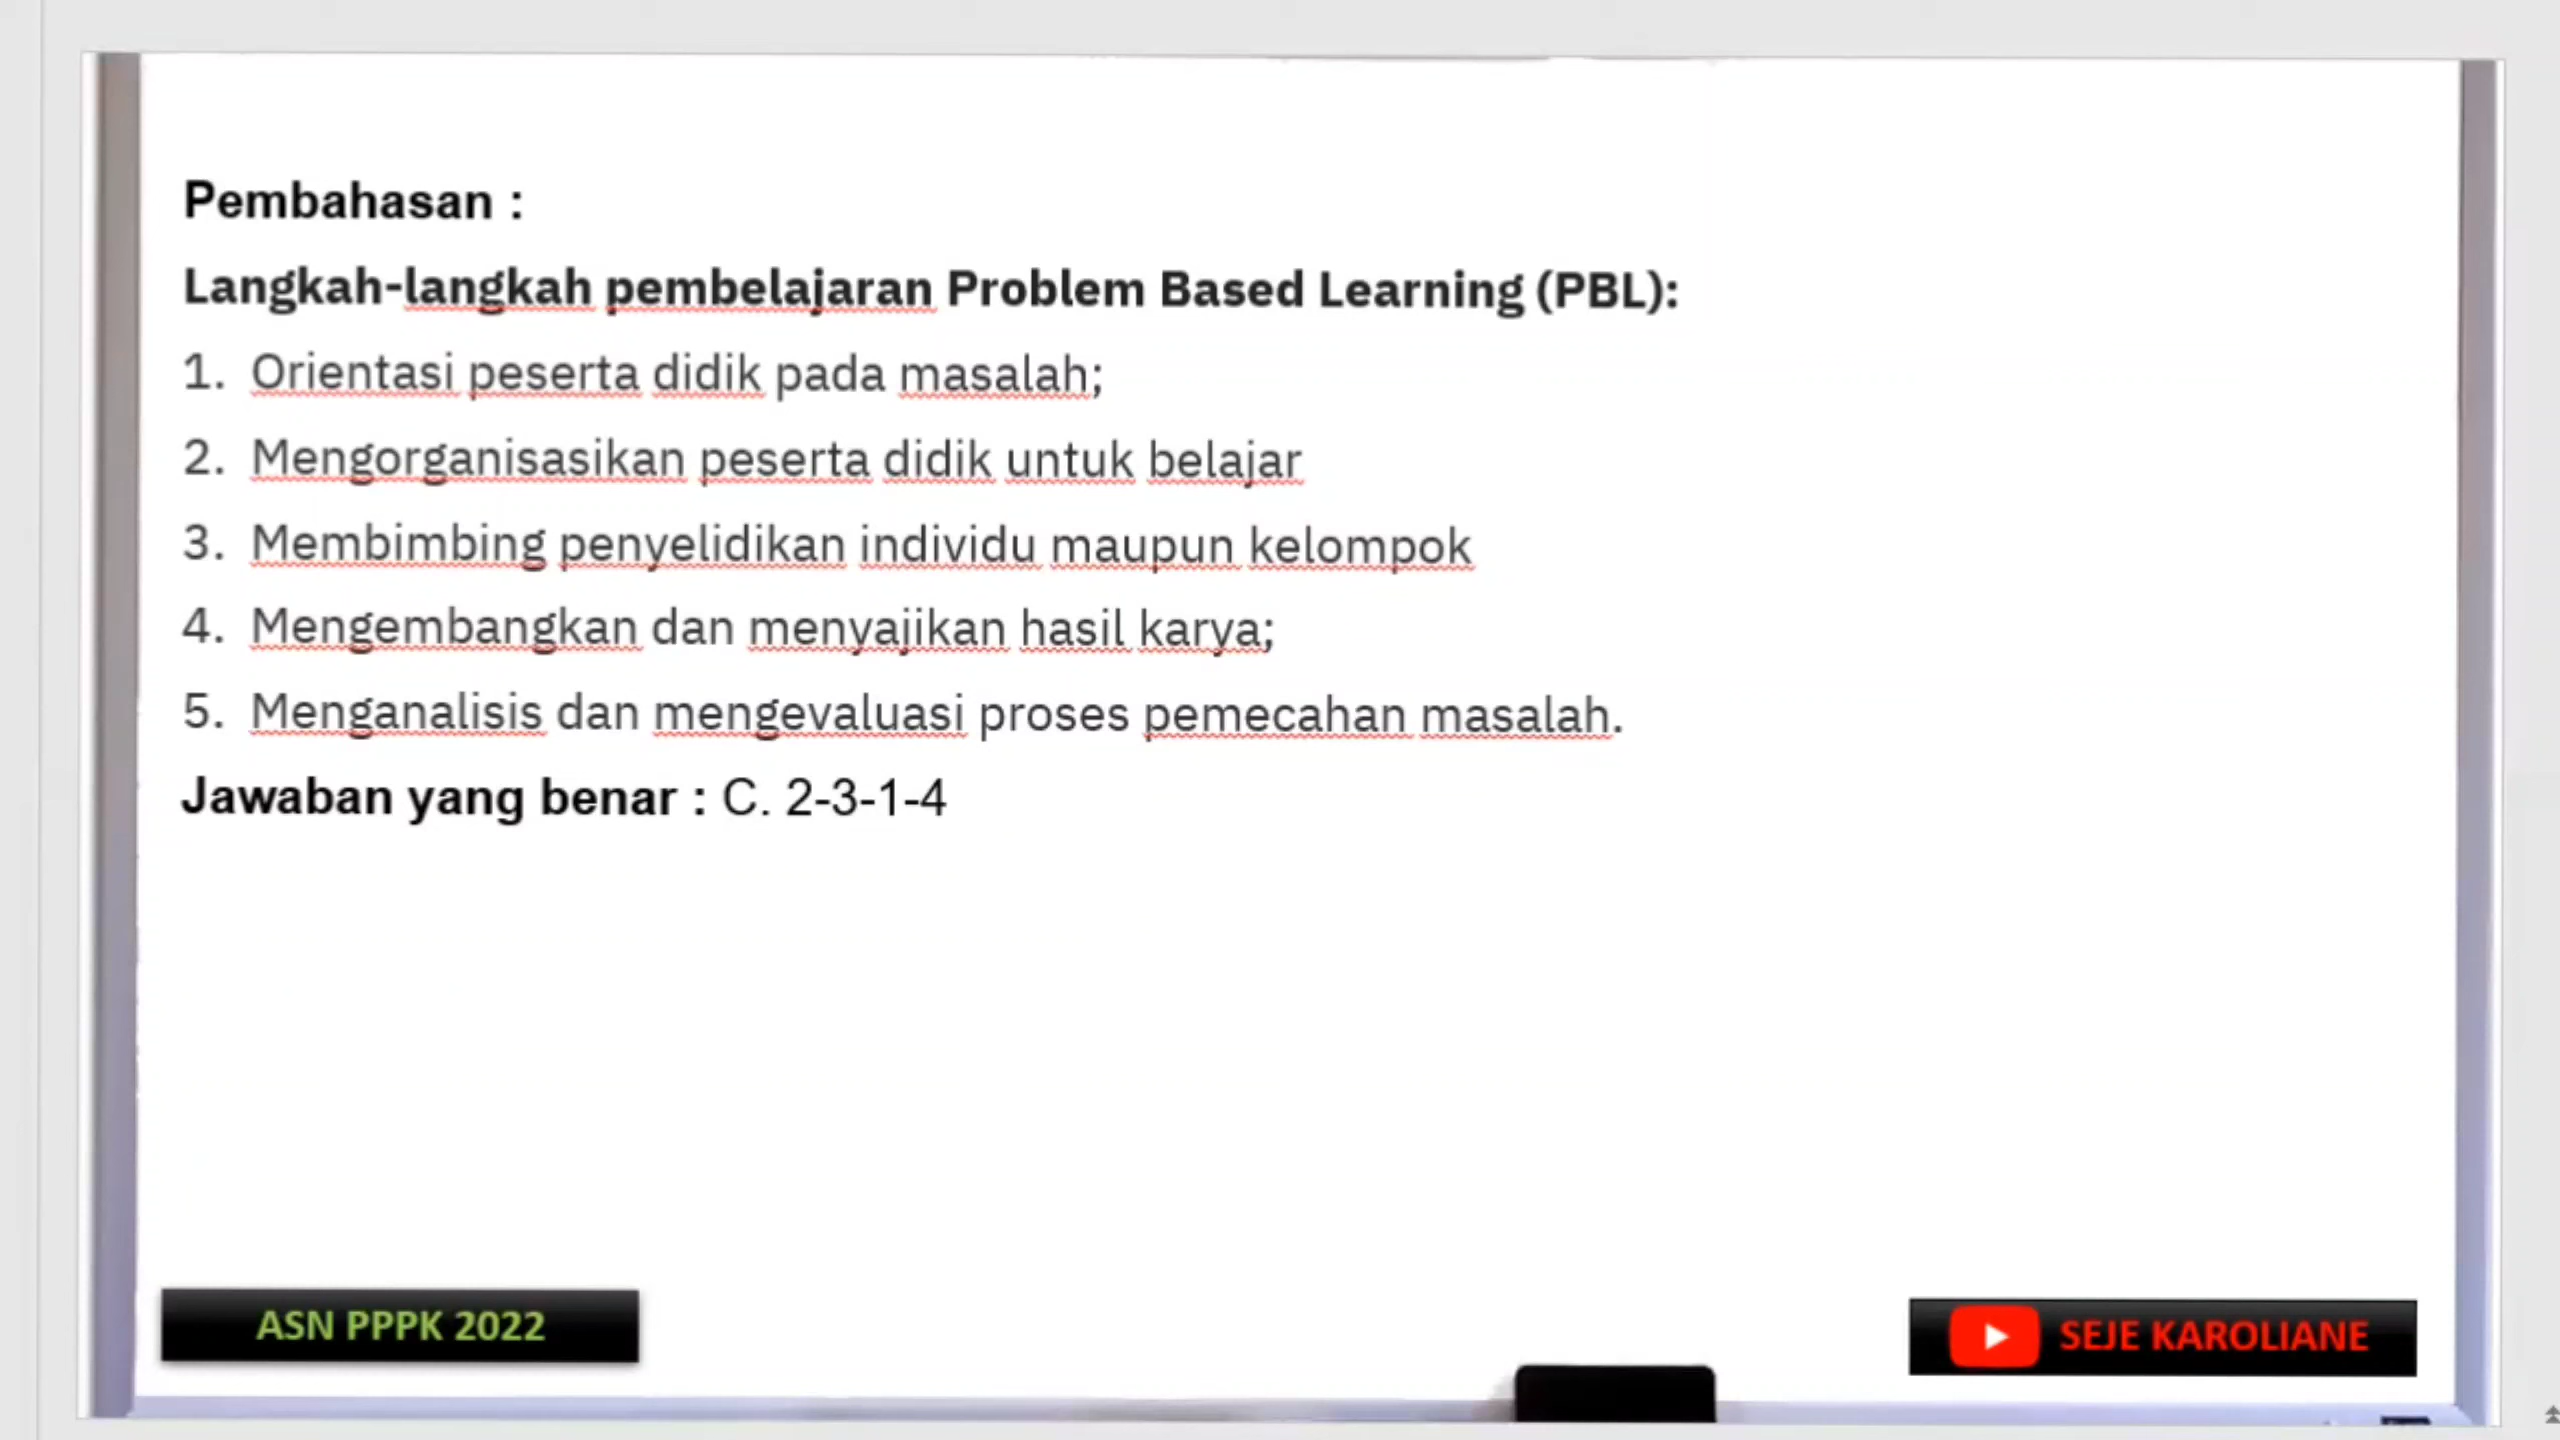 Pembahasan :
Langkah-langkah pembelajaran Problem Based Learning (PBL):
1. Orientasi peserta didik pada masalah;
2. Mengorganisasikan peserta didik untuk belajar
3. Membimbing penyelidikan individu maupun kelompok
4. Mengembangkan dan menyajikan hasil karya;
5. Menganalisis dan mengevaluasi proses pemecahan masalah.
Jawaban yang benar : C. 2-3-1-4
ASN PPPK 2022
SEJE KAROLIANE